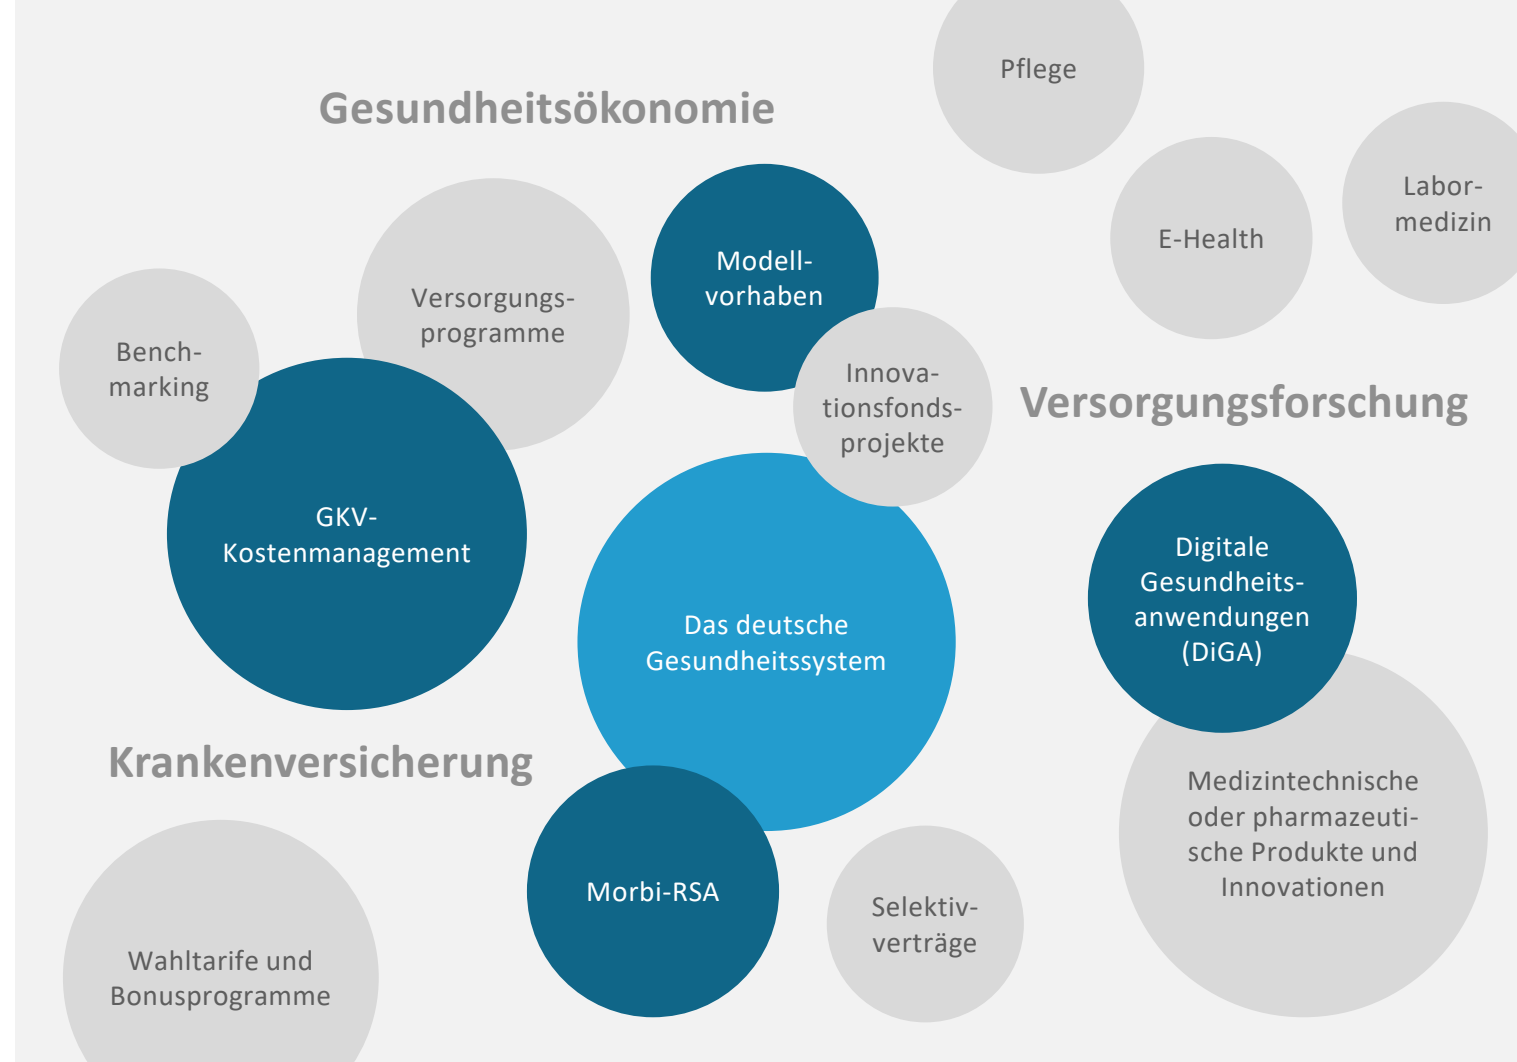 Pflege
Gesundheitsökonomie
Labor-
medizin
E-Health
Modell-
vorhaben
Versorgungs-
programme
Bench-
marking
Innova-
tionsfonds-
projekte
Versorgungsforschung
GKV-
Kostenmanagement
Digitale
Gesundheits-
anwendungen
(DiGA)
Das deutsche
Gesundheitssystem
Krankenversicherung
Medizintechnische
oder pharmazeuti-
sche Produkte und
Innovationen
Morbi-RSA
Selektiv-
verträge
Wahltarife und
Bonusprogramme